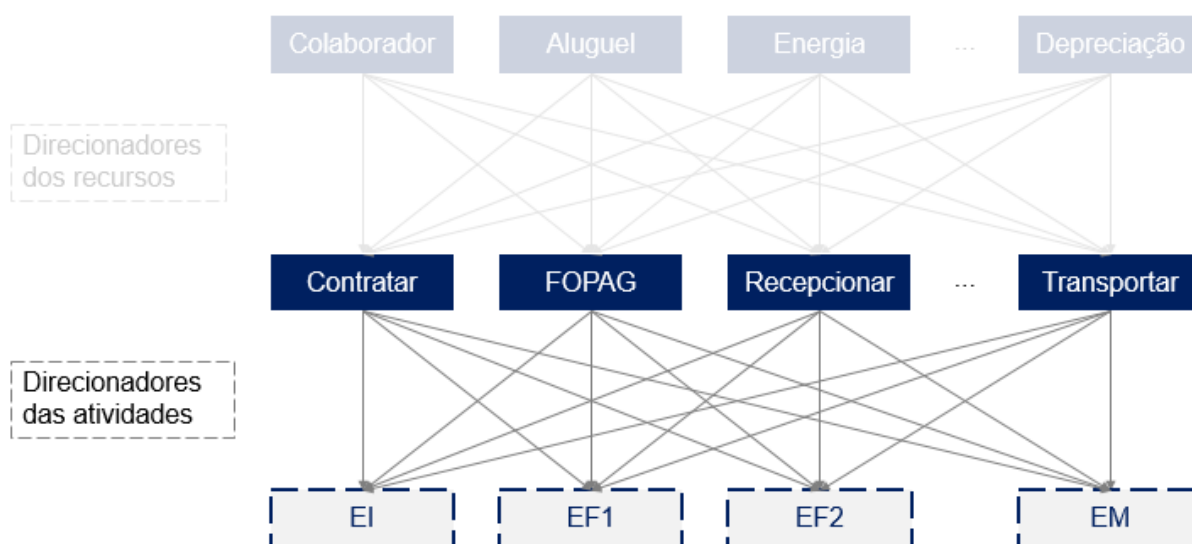 Colaborador Aluguel Energia ... Depreciação
Direcionadores
dos recursos
Contratar FOPAG Recepcionar ... Transportar
Direcionadores
das atividades
EI EF1 EF2 EM